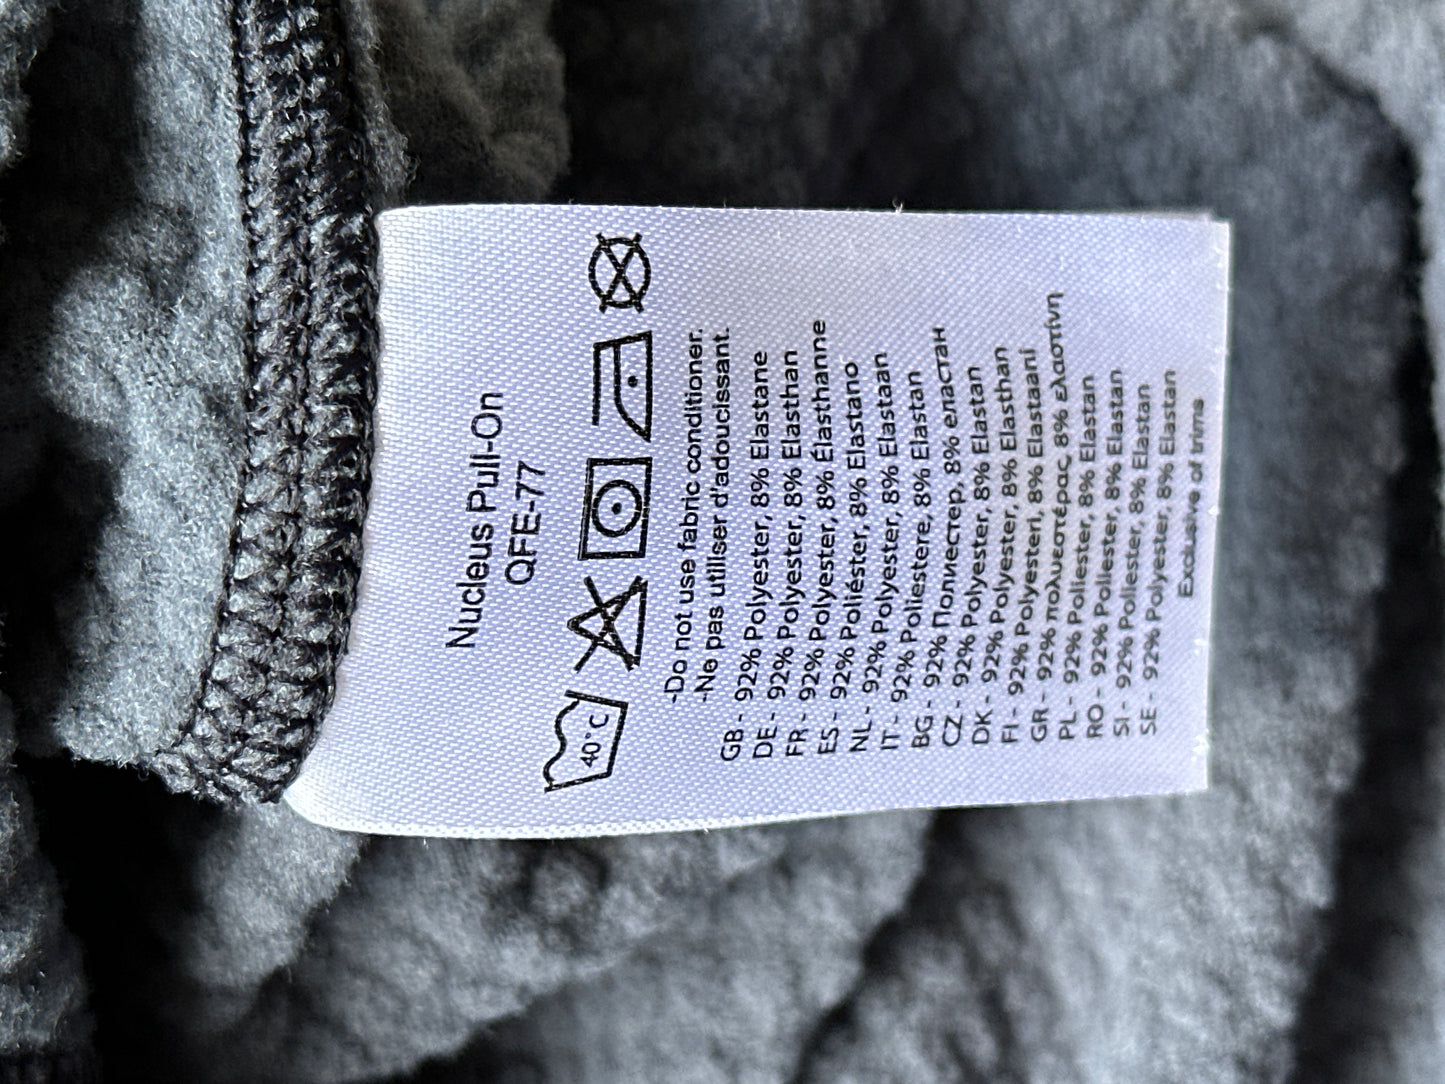 Nucleus Pull-On
QFE-77
40°C
-Do not use fabric conditioner.
-Ne pas utiliser d'adoucissant.
GB - 92% Polyester, 8% Elastane
DE - 92% Polyester, 8% Elasthan
FR - 92% Polyester, 8% Élasthanne
ES - 92% Poliéster, 8% Elastano
NL - 92% Polyester, 8% Elastaan
IT - 92% Poliestere, 8% Elastan
BG - 92% Полиестер, 8% еластан
CZ - 92% Polyester, 8% Elastan
DK - 92% Polyester, 8% Elasthan
FI - 92% Polyesteri, 8% Elastaani
GR - 92% πολυεστέρας, 8% ελαστίνη
PL - 92% Poliester, 8% Elastan
RO - 92% Poliester, 8% Elastan
SI - 92% Poliester, 8% Elastan
SE - 92% Polyester, 8% Elastan
Exclusive of trims